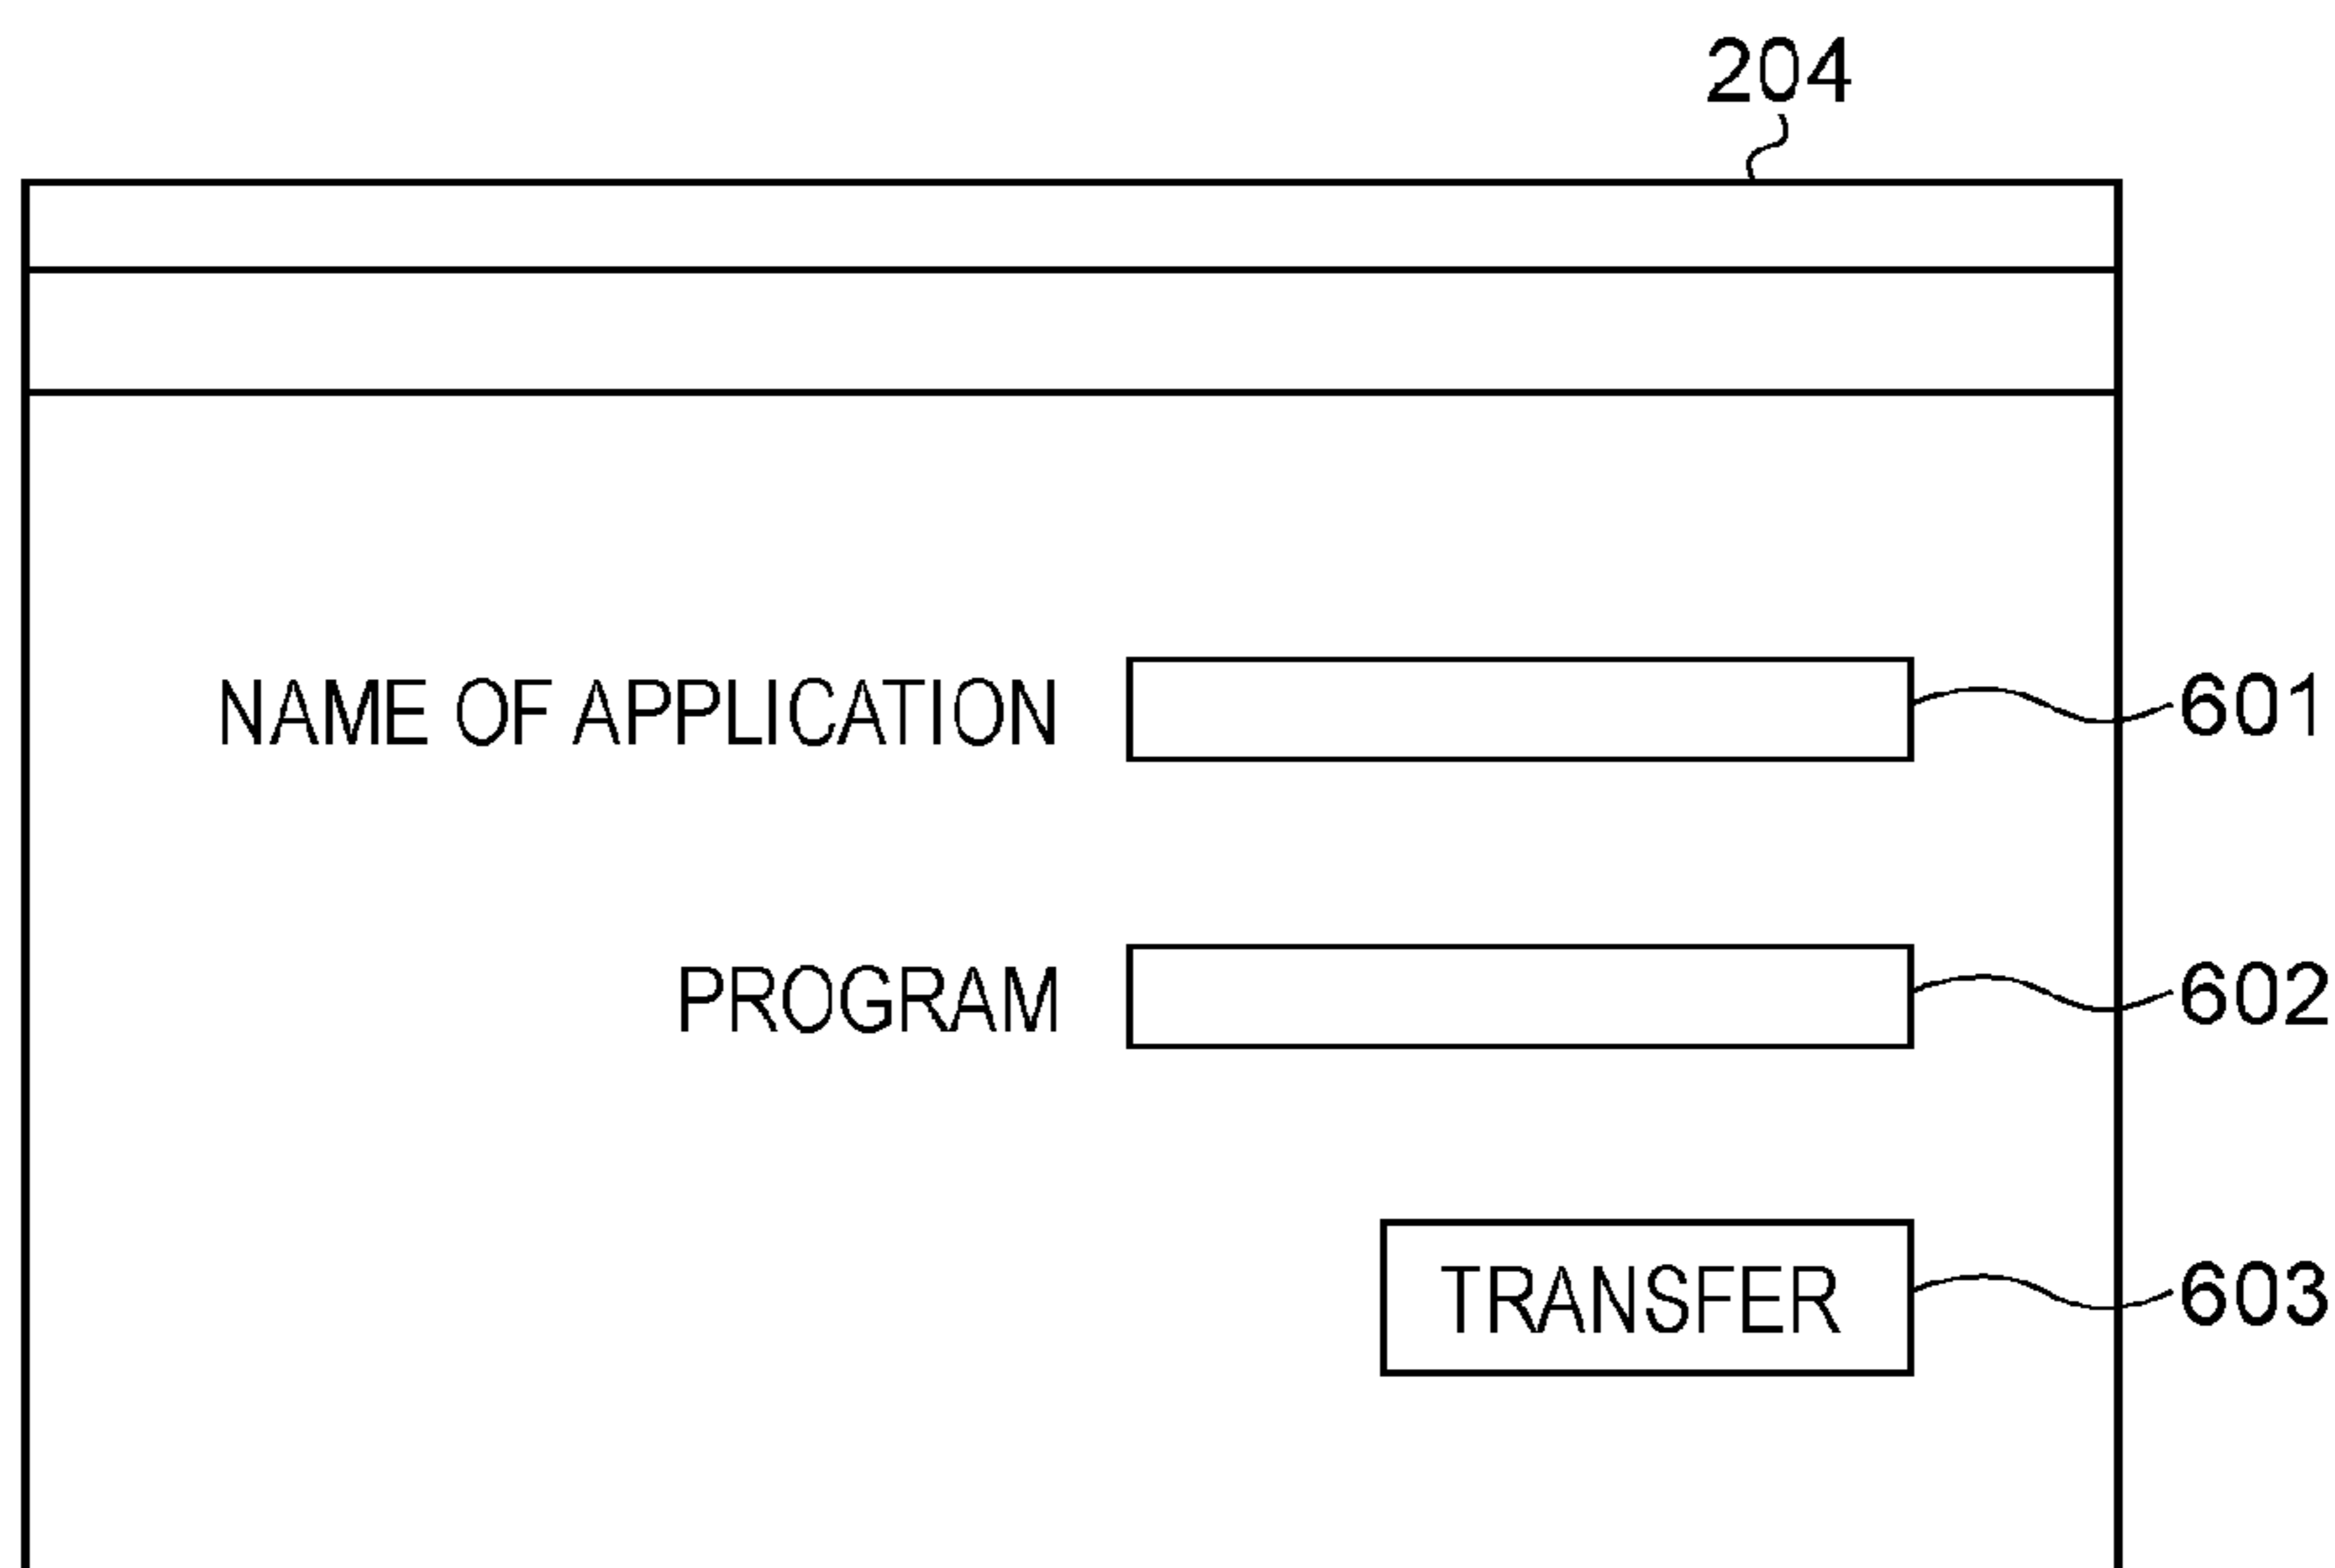 204
NAME OF APPLICATION 601
PROGRAM 602
TRANSFER 603